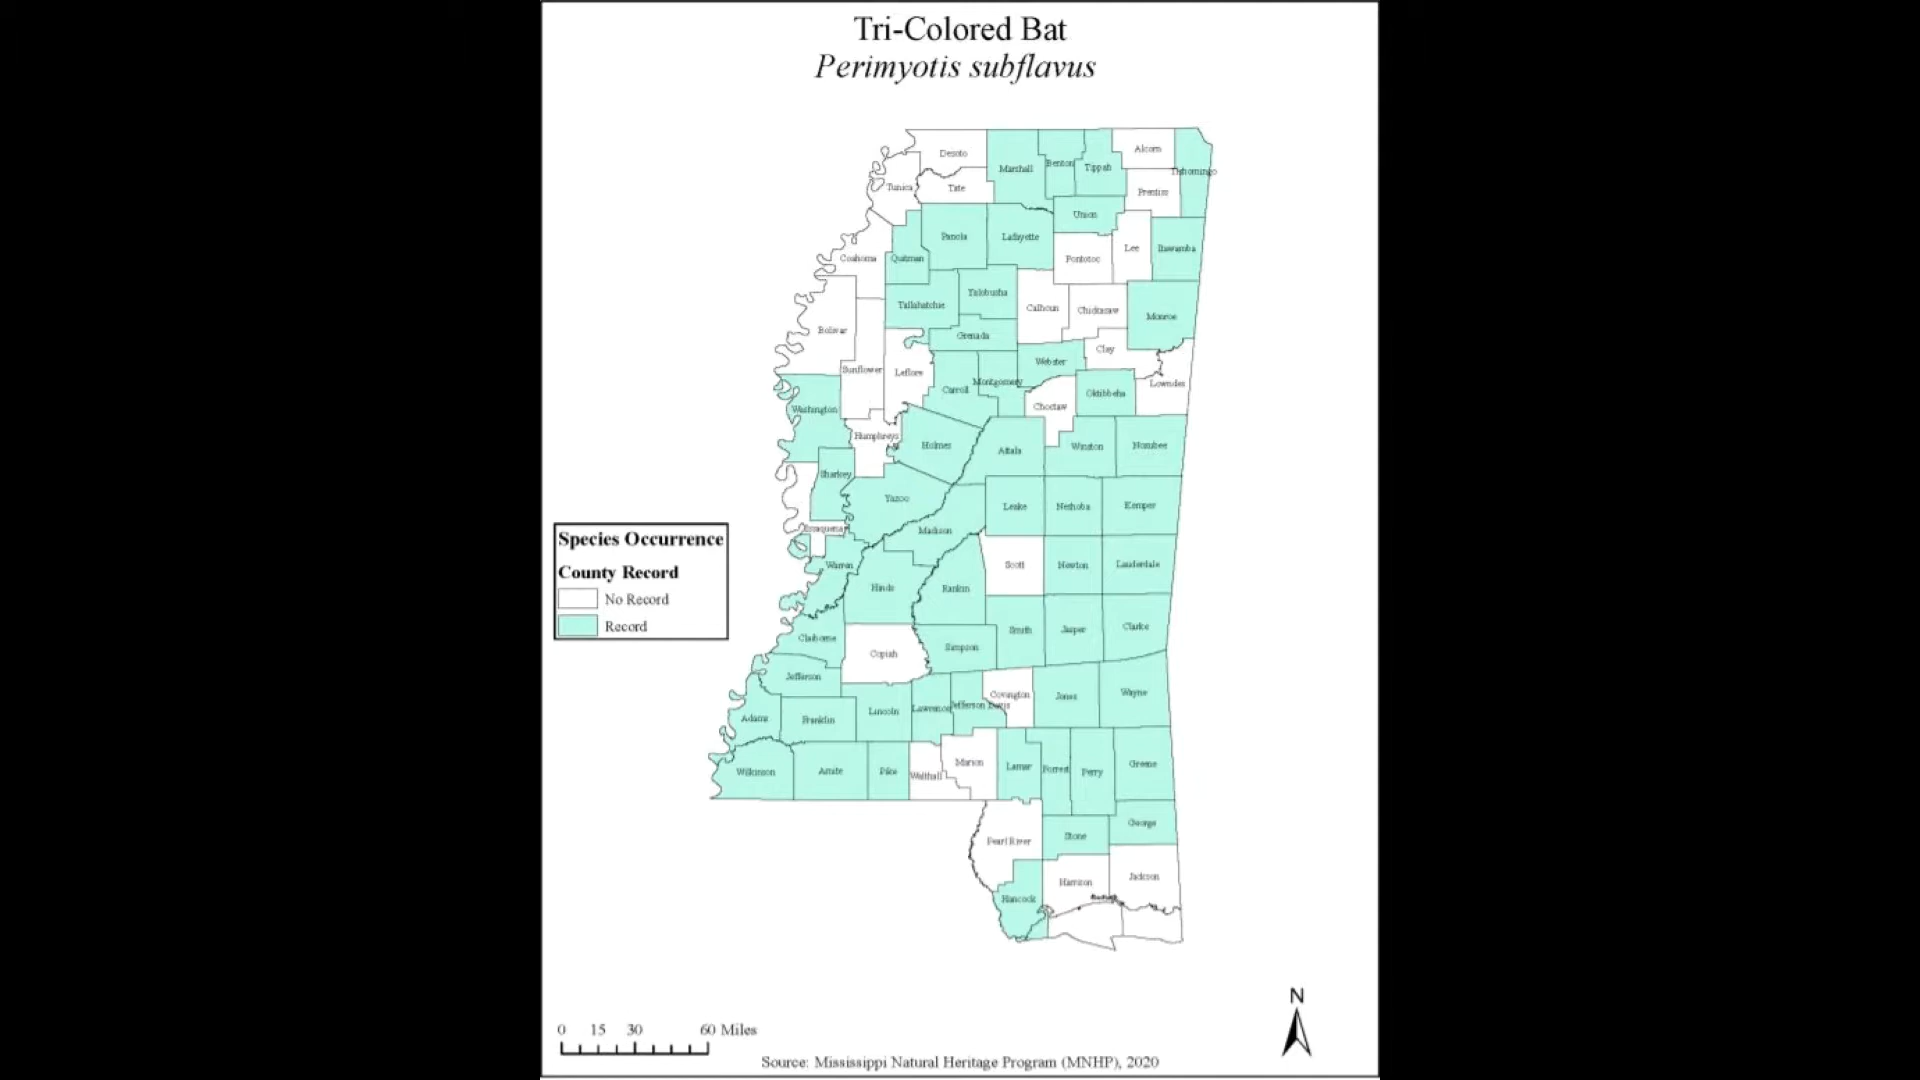 Tri-Colored Bat
Perimyotis subflavus
Desoto
Marshall
Benton
Tippah
Alcorn
Tishomingo
Tunica
Tate
Prentiss
Union
Panola
Lafayette
Lee
Itawamba
Coahoma
Quitman
Pontotoc
Tallahatchie
Yalobusha
Calhoun
Chickasaw
Monroe
Bolivar
Grenada
Clay
Sunflower
Leflore
Webster
Carroll
Montgomery
Lowndes
Washington
Choctaw
Oktibbeha
Humphreys
Holmes
Attala
Winston
Noxubee
Sharkey
Yazoo
Leake
Neshoba
Kemper
Issaquena
Madison
Species Occurrence
County Record
No Record
Record
Warren
Hinds
Rankin
Scott
Newton
Lauderdale
Claiborne
Copiah
Simpson
Smith
Jasper
Clarke
Jefferson
Adams
Franklin
Lincoln
Lawrence
Jefferson Davis
Covington
Jones
Wayne
Wilkinson
Amite
Pike
Walthall
Marion
Lamar
Forrest
Perry
Greene
Pearl River
Stone
George
Hancock
Harrison
Jackson
N
0 15 30 60 Miles
Source: Mississippi Natural Heritage Program (MNHP), 2020